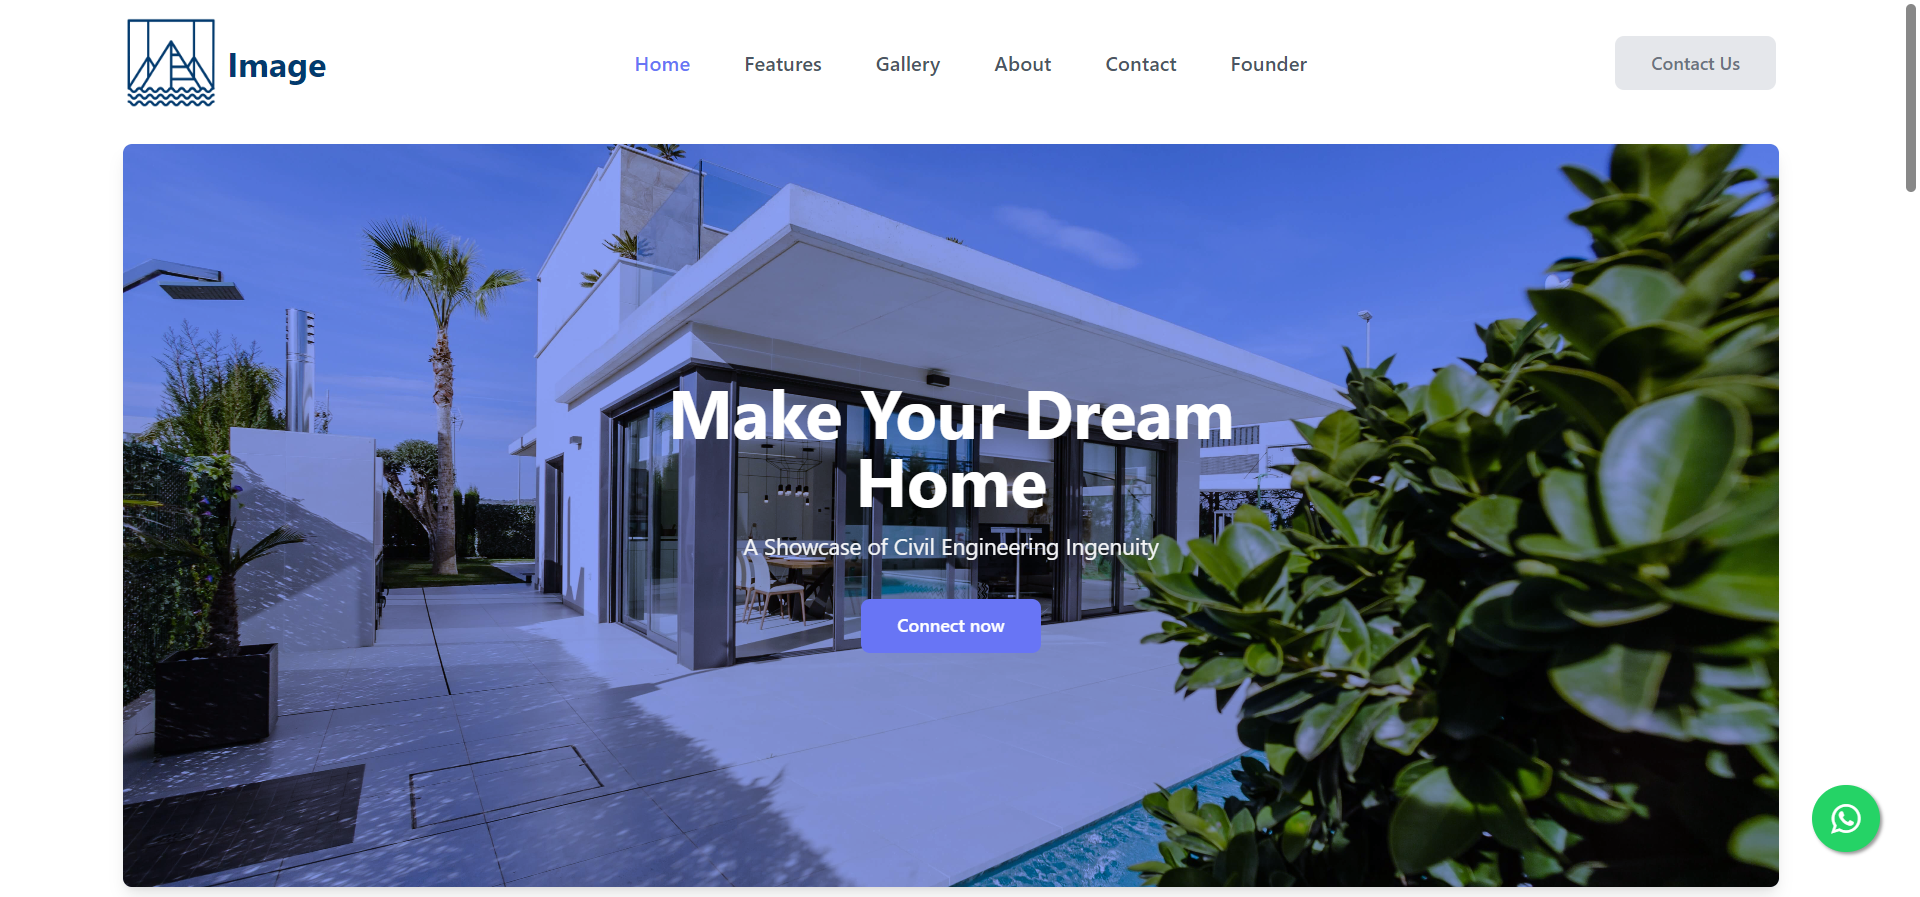 Image
Home
Features
Gallery
About
Contact
Founder
Contact Us
Make Your Dream
Home
A Showcase of Civil Engineering Ingenuity
Connect now